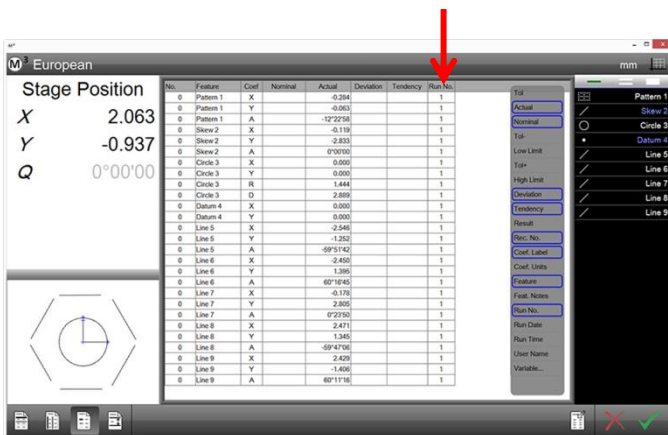 M³
M³ European
mm
Stage Position
X 2.063
Y -0.937
Q 0°00'00
No. Feature Coef Nominal Actual Deviation Tendency Run No.
0 Pattern 1 X -0.284 1
0 Pattern 1 Y -0.063 1
0 Pattern 1 A -12°22'58 1
0 Skew 2 X -0.119 1
0 Skew 2 Y -2.833 1
0 Skew 2 A 0°00'00 1
0 Circle 3 X 0.000 1
0 Circle 3 Y 0.000 1
0 Circle 3 R 1.444 1
0 Circle 3 D 2.889 1
0 Datum 4 X 0.000 1
0 Datum 4 Y 0.000 1
0 Line 5 X -2.546 1
0 Line 5 Y -1.252 1
0 Line 5 A -59°51'42 1
0 Line 6 X -2.450 1
0 Line 6 Y 1.395 1
0 Line 6 A 60°16'45 1
0 Line 7 X -0.178 1
0 Line 7 Y 2.805 1
0 Line 7 A 0°23'50 1
0 Line 8 X 2.471 1
0 Line 8 Y 1.345 1
0 Line 8 A -59°47'06 1
0 Line 9 X 2.429 1
0 Line 9 Y -1.406 1
0 Line 9 A 60°11'16 1
Tol
Actual
Nominal
Tol-
Low Limit
Tol+
High Limit
Deviation
Tendency
Result
Rec. No.
Coef. Label
Coef. Units
Feature
Feat. Notes
Run No.
Run Date
Run Time
User Name
Variable...
Pattern 1
Skew 2
Circle 3
Datum 4
Line 5
Line 6
Line 7
Line 8
Line 9